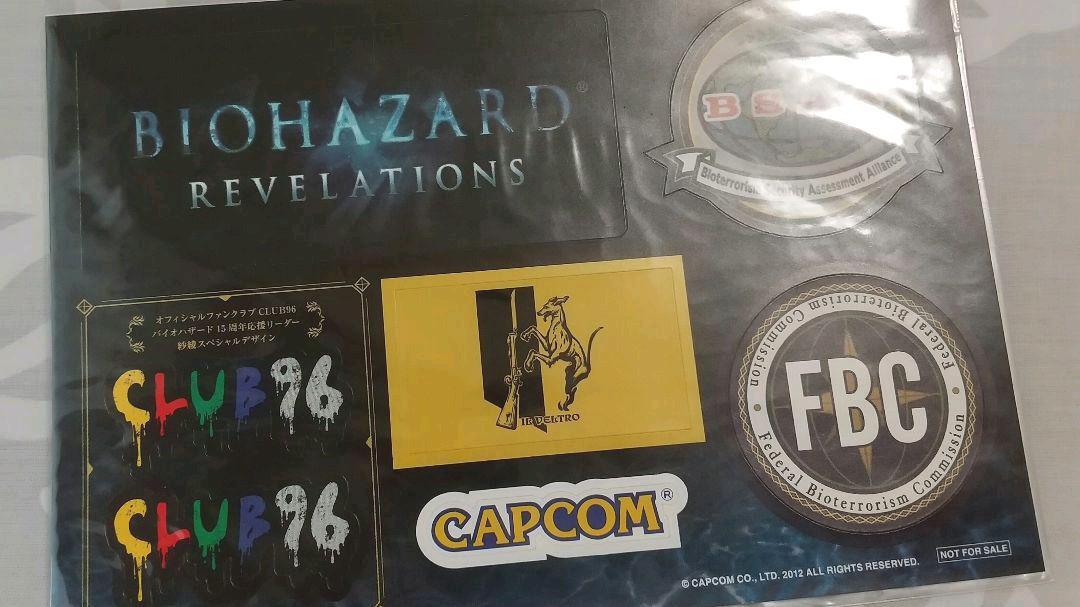 BIOHAZARD®
REVELATIONS
Bioterrorism Security Assessment Alliance
オフィシャルファンクラブ CLUB96
バイオハザード 15周年応援リーダー
紗綾スペシャルデザイン
CLUB96
CLUB96
IL VELTRO
CAPCOM®
Federal Bioterrorism Commission
FBC
Federal Bioterrorism Commission
© CAPCOM CO., LTD. 2012 ALL RIGHTS RESERVED.
NOT FOR SALE